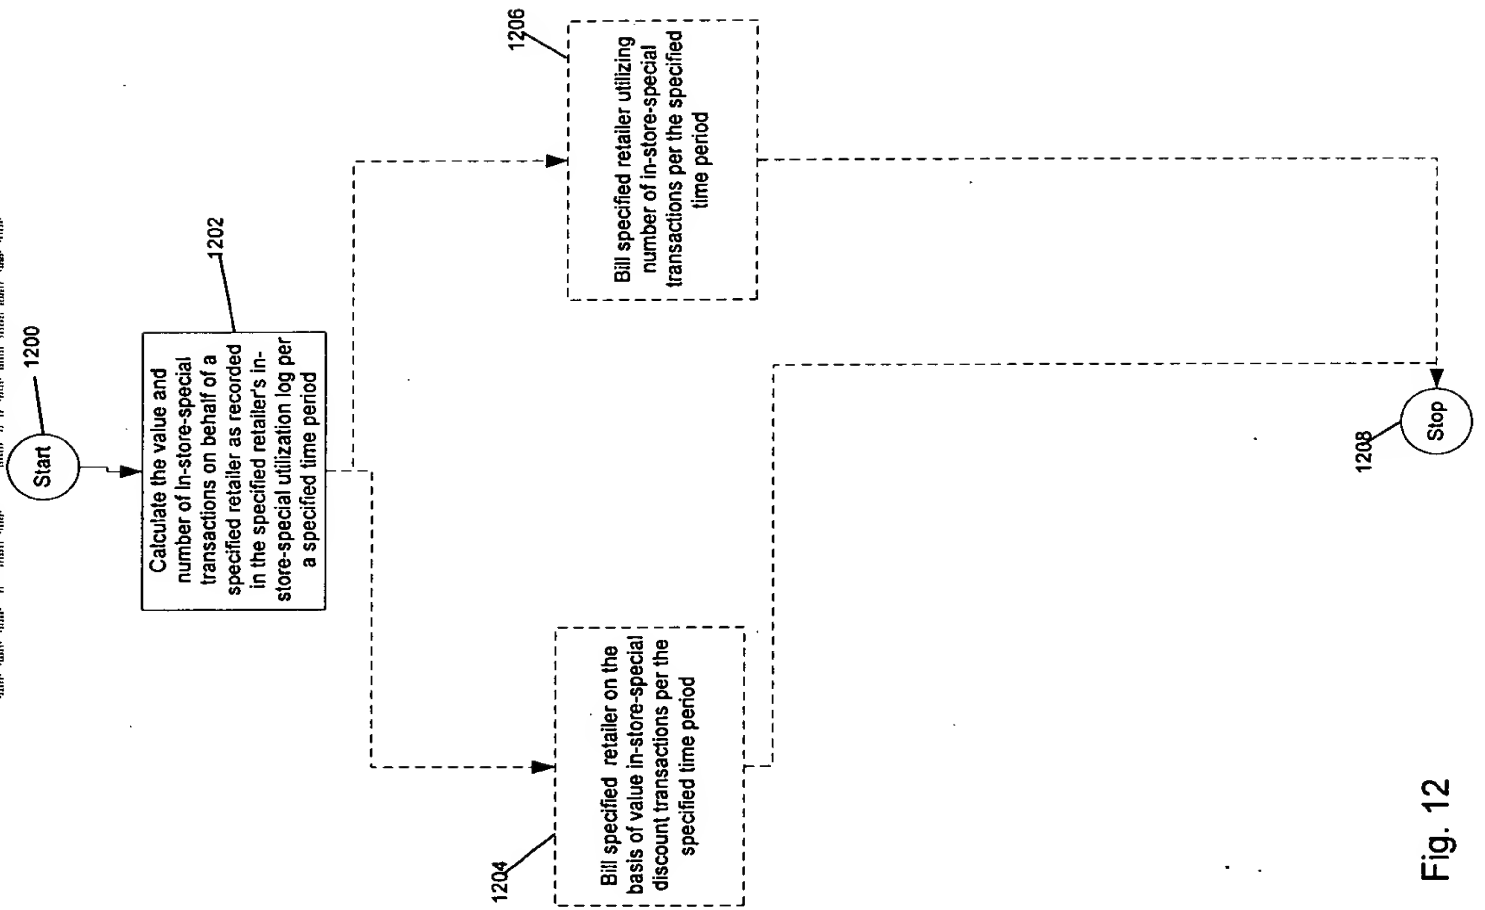 1200
Start
1202
Calculate the value and
number of In-store-special
transactions on behalf of a
specified retailer as recorded
in the specified retailer's in-
store-special utilization log per
a specified time period
1204
Bill specified retailer on the
basis of value in-store-special
discount transactions per the
specified time period
1206
Bill specified retailer utilizing
number of in-store-special
transactions per the specified
time period
1208
Stop
Fig. 12